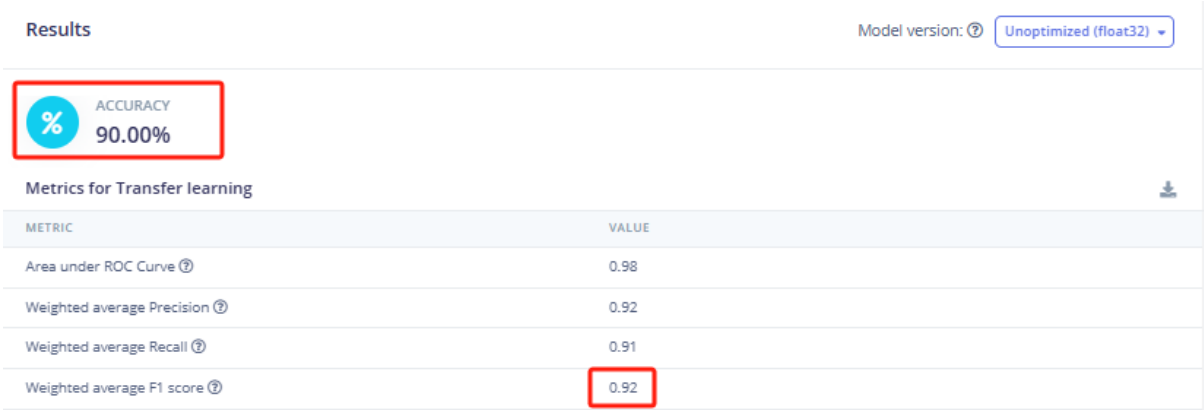 Results
Model version: Unoptimized (float32)
%
ACCURACY
90.00%
Metrics for Transfer learning
METRIC VALUE
Area under ROC Curve ? 0.98
Weighted average Precision ? 0.92
Weighted average Recall ? 0.91
Weighted average F1 score ? 0.92